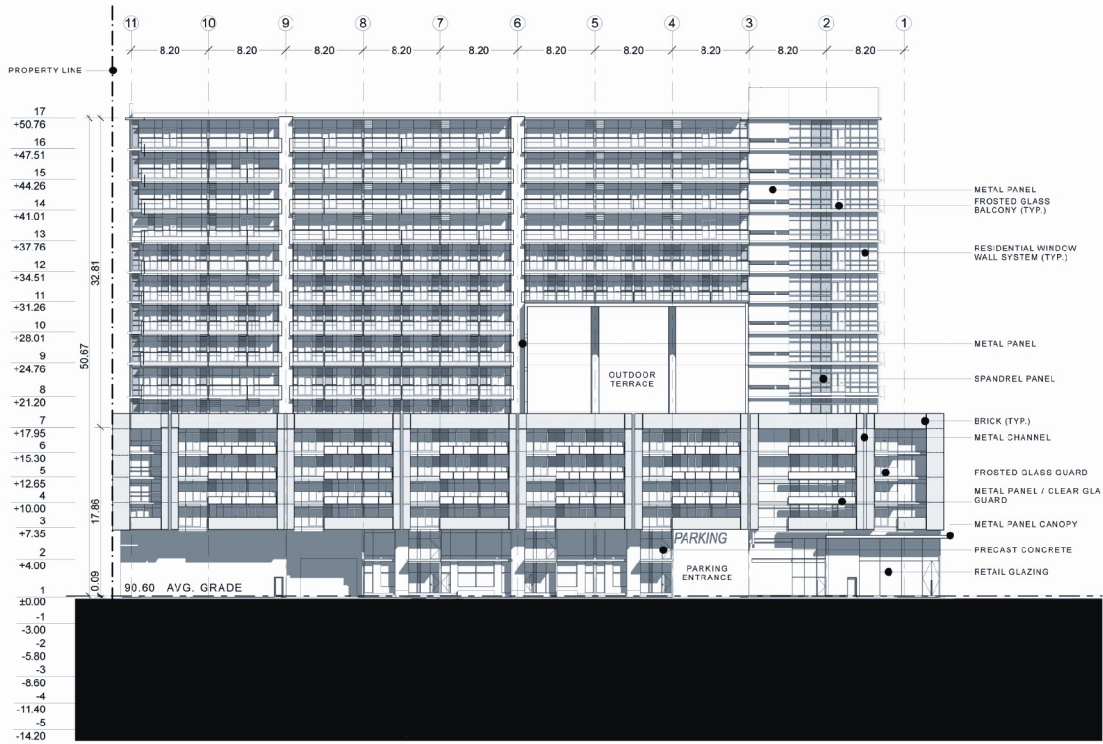 11 10 9 8 7 6 5 4 3 2 1
8.20 8.20 8.20 8.20 8.20 8.20 8.20 8.20 8.20 8.20
PROPERTY LINE
17
+50.76
16
+47.51
15
+44.26
14
+41.01
13
+37.76
12
+34.51
11
+31.26
10
+28.01
9
+24.76
8
+21.20
7
+17.95
6
+15.30
5
+12.65
4
+10.00
3
+7.35
2
+4.00
1
±0.00
-1
-3.00
-2
-5.80
-3
-8.60
-4
-11.40
-5
-14.20
32.81
50.67
17.86
0.09
90.60 AVG. GRADE
OUTDOOR
TERRACE
PARKING
PARKING
ENTRANCE
METAL PANEL
FROSTED GLASS
BALCONY (TYP.)
RESIDENTIAL WINDOW
WALL SYSTEM (TYP.)
METAL PANEL
SPANDREL PANEL
BRICK (TYP.)
METAL CHANNEL
FROSTED GLASS GUARD
METAL PANEL / CLEAR GLA
GUARD
METAL PANEL CANOPY
PRECAST CONCRETE
RETAIL GLAZING